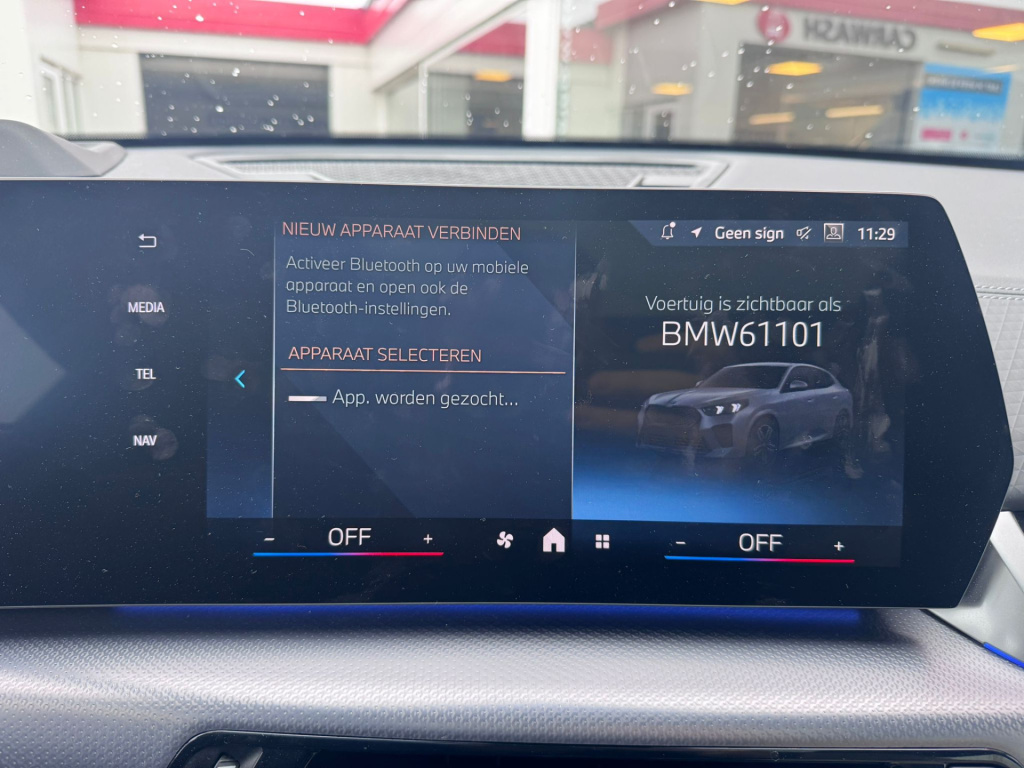 CARWASH
NIEUW APPARAAT VERBINDEN
Activeer Bluetooth op uw mobiele
apparaat en open ook de
Bluetooth-instellingen.
APPARAAT SELECTEREN
App. worden gezocht...
MEDIA
TEL
NAV
Geen sign
11:29
Voertuig is zichtbaar als
BMW61101
- OFF +
- OFF +